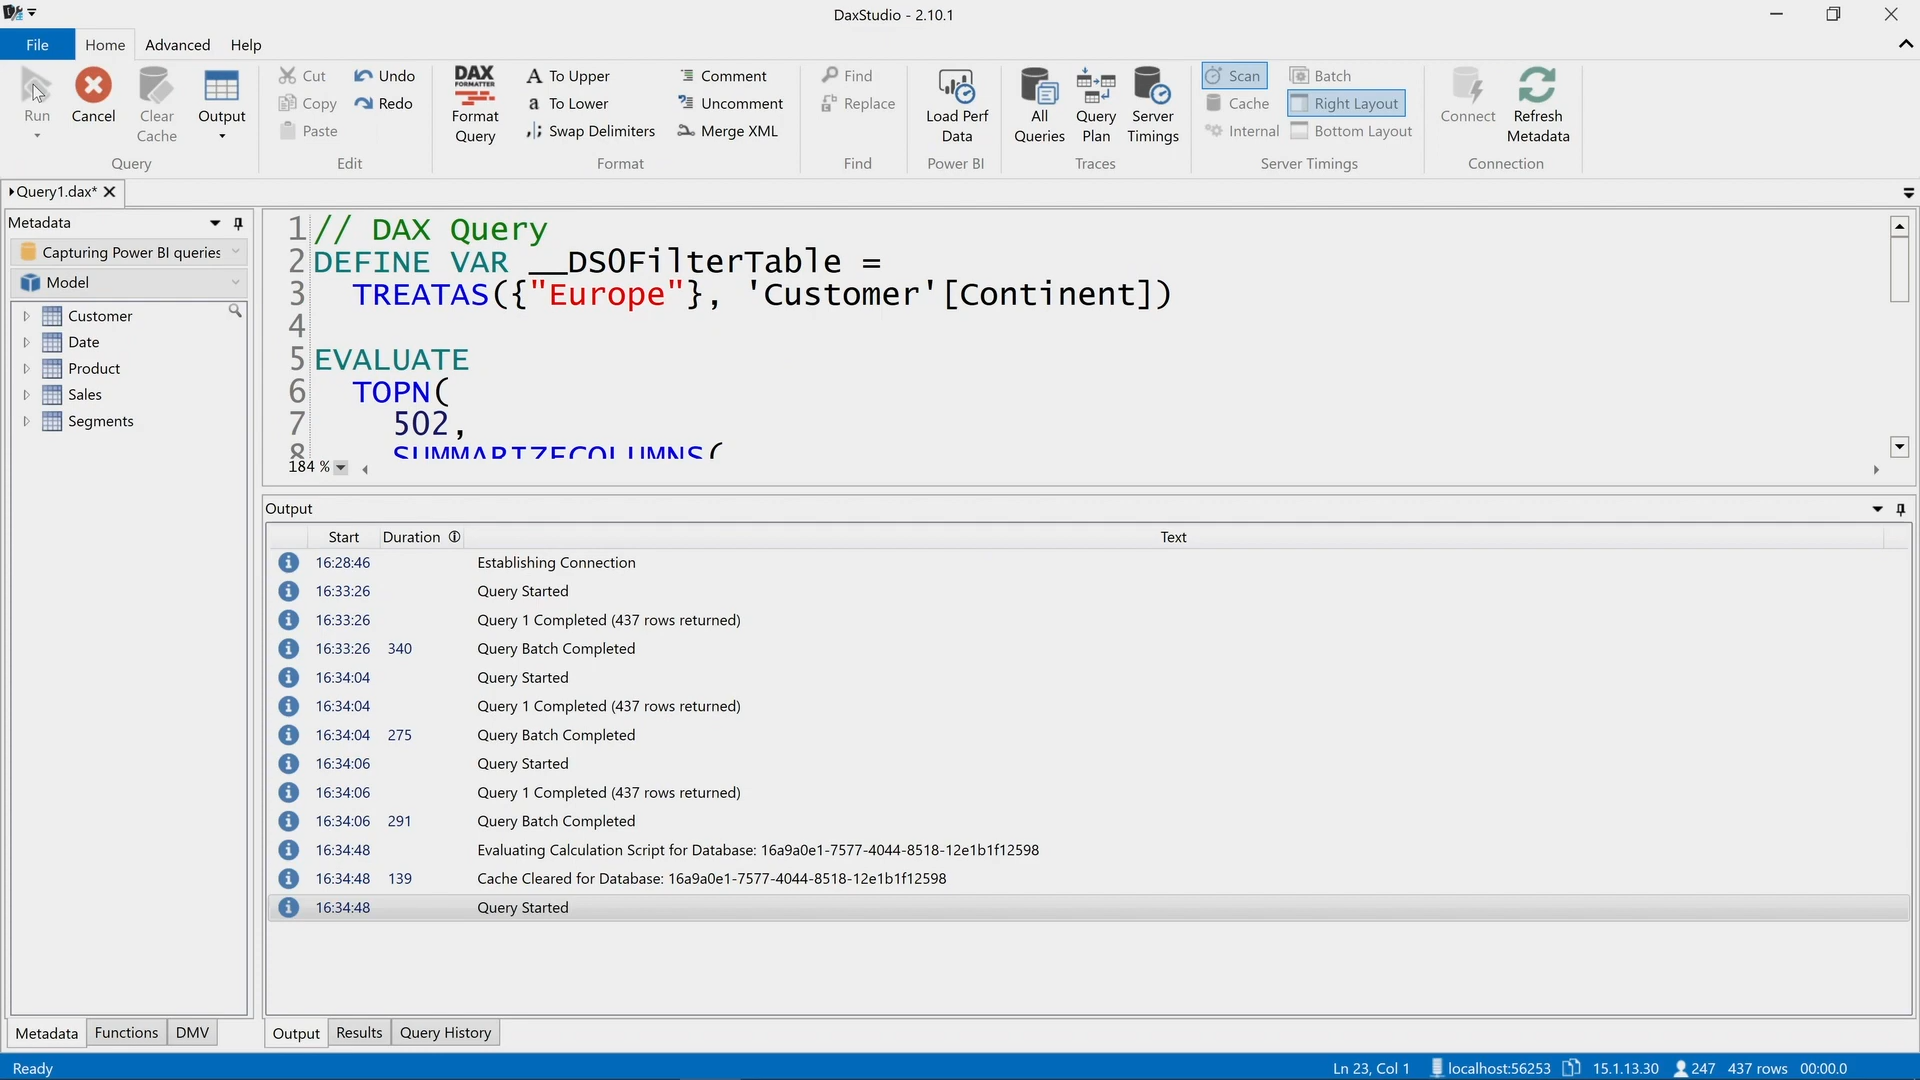 DaxStudio - 2.10.1
File
Home
Advanced
Help
Run
Cancel
Clear
Cache
Output
Query
Cut
Copy
Paste
Undo
Redo
Edit
DAX
FORMATTER
Format
Query
To Upper
To Lower
Swap Delimiters
Comment
Uncomment
Merge XML
Format
Find
Replace
Find
Load Perf
Data
Power BI
All
Queries
Query
Plan
Server
Timings
Traces
Scan
Cache
Internal
Batch
Right Layout
Bottom Layout
Server Timings
Connect
Refresh
Metadata
Connection
Query1.dax*
Metadata
Capturing Power BI queries
Model
Customer
Date
Product
Sales
Segments
1 // DAX Query
2 DEFINE VAR __DS0FilterTable =
3 TREATAS({"Europe"}, 'Customer'[Continent])
4
5 EVALUATE
6 TOPN(
7 502,
8 SUMMARIZECOLUMNS(
184 %
Output
Start Duration Text
16:28:46 Establishing Connection
16:33:26 Query Started
16:33:26 Query 1 Completed (437 rows returned)
16:33:26 340 Query Batch Completed
16:34:04 Query Started
16:34:04 Query 1 Completed (437 rows returned)
16:34:04 275 Query Batch Completed
16:34:06 Query Started
16:34:06 Query 1 Completed (437 rows returned)
16:34:06 291 Query Batch Completed
16:34:48 Evaluating Calculation Script for Database: 16a9a0e1-7577-4044-8518-12e1b1f12598
16:34:48 139 Cache Cleared for Database: 16a9a0e1-7577-4044-8518-12e1b1f12598
16:34:48 Query Started
Metadata Functions DMV
Output Results Query History
Ready
Ln 23, Col 1 localhost:56253 15.1.13.30 247 437 rows 00:00.0